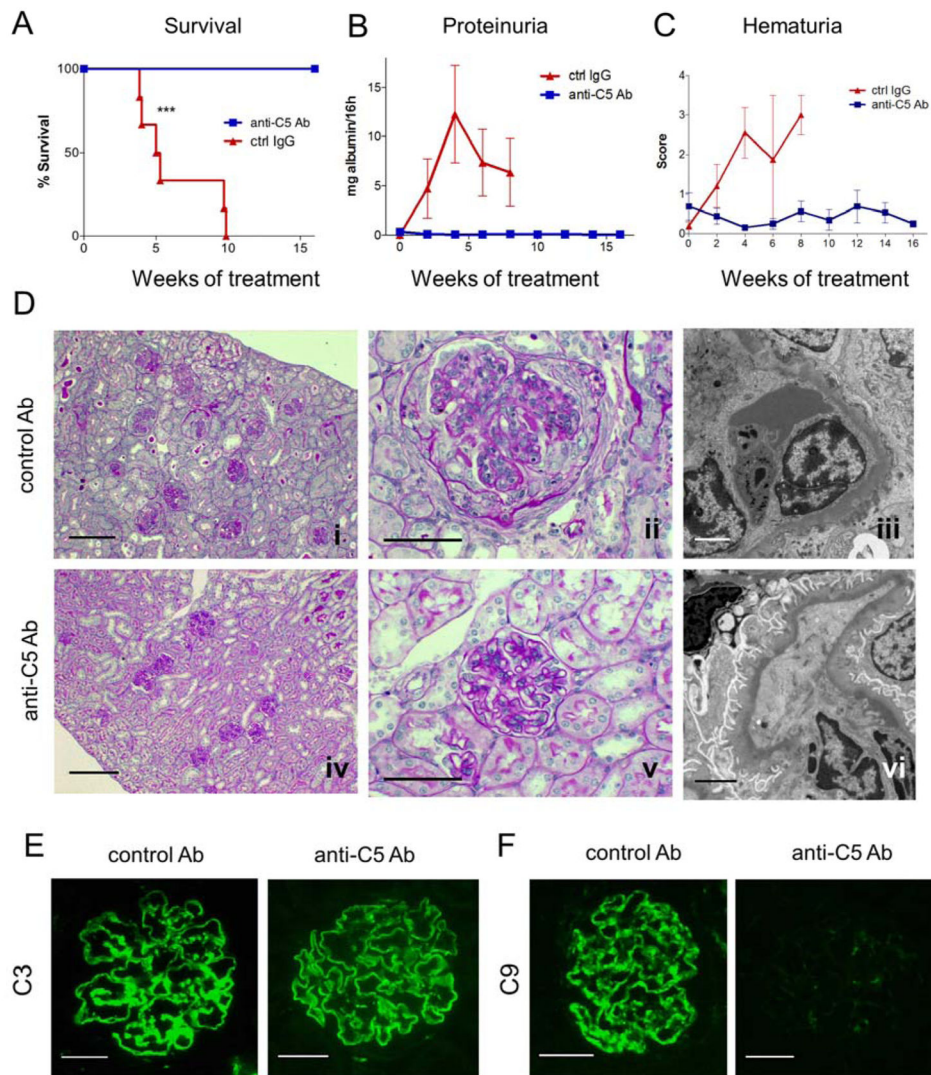 A
Survival
100
50
0
% Survival
***
anti-C5 Ab
ctrl IgG
0
5
10
15
Weeks of treatment
B
Proteinuria
15
10
5
0
mg albumin/16h
ctrl IgG
anti-C5 Ab
0
5
10
15
Weeks of treatment
C
Hematuria
4
3
2
1
0
Score
ctrl IgG
anti-C5 Ab
0 2 4 6 8 10 12 14 16
Weeks of treatment
D
control Ab
i
ii
iii
anti-C5 Ab
iv
v
vi
E
control Ab
anti-C5 Ab
C3
F
control Ab
anti-C5 Ab
C9